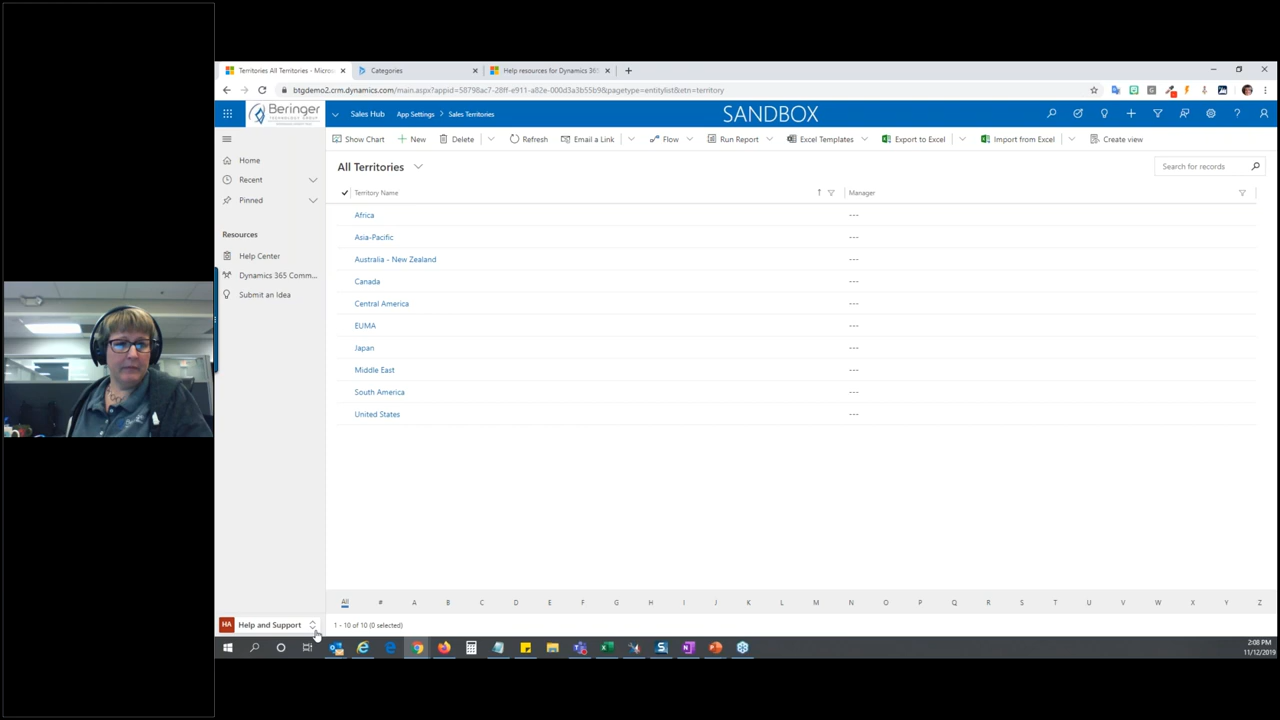 Territories All Territories - Micros
Categories
Help resources for Dynamics 365
btgdemo2.crm.dynamics.com/main.aspx?appid=58798ac7-28ff-e911-a82e-000d3a3b55b9&pagetype=entitylist&etn=territory
Beringer
TECHNOLOGY GROUP
Sales Hub
App Settings > Sales Territories
SANDBOX
Show Chart
New
Delete
Refresh
Email a Link
Flow
Run Report
Excel Templates
Export to Excel
Import from Excel
Create view
Home
Recent
Pinned
Resources
Help Center
Dynamics 365 Comm...
Submit an Idea
All Territories
Search for records
Territory Name
Manager
Africa ---
Asia-Pacific ---
Australia - New Zealand ---
Canada ---
Central America ---
EUMA ---
Japan ---
Middle East ---
South America ---
United States ---
All # A B C D E F G H I J K L M N O P Q R S T U V W X Y Z
HA Help and Support
1 - 10 of 10 (0 selected)
2:08 PM
11/12/2019